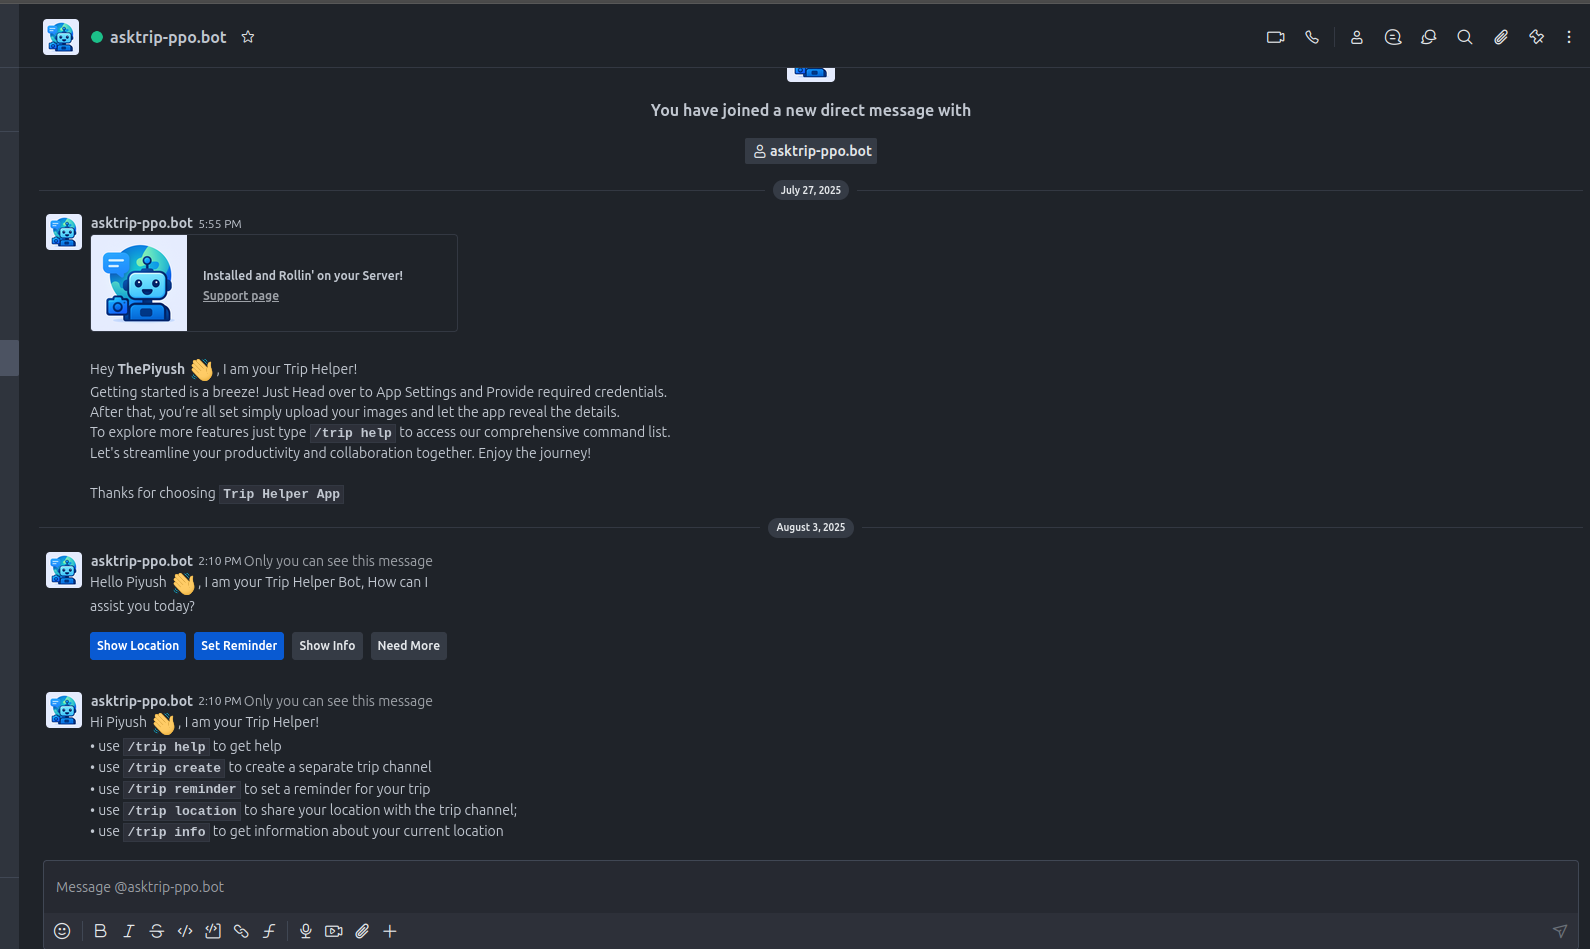 asktrip-ppo.bot
You have joined a new direct message with
asktrip-ppo.bot
July 27, 2025
asktrip-ppo.bot 5:55 PM
Installed and Rollin' on your Server!
Support page
Hey ThePiyush 👋, I am your Trip Helper!
Getting started is a breeze! Just Head over to App Settings and Provide required credentials.
After that, you’re all set simply upload your images and let the app reveal the details.
To explore more features just type /trip help to access our comprehensive command list.
Let's streamline your productivity and collaboration together. Enjoy the journey!
Thanks for choosing Trip Helper App
August 3, 2025
asktrip-ppo.bot 2:10 PM Only you can see this message
Hello Piyush 👋, I am your Trip Helper Bot, How can I
assist you today?
Show Location Set Reminder Show Info Need More
asktrip-ppo.bot 2:10 PM Only you can see this message
Hi Piyush 👋, I am your Trip Helper!
• use /trip help to get help
• use /trip create to create a separate trip channel
• use /trip reminder to set a reminder for your trip
• use /trip location to share your location with the trip channel;
• use /trip info to get information about your current location
Message @asktrip-ppo.bot